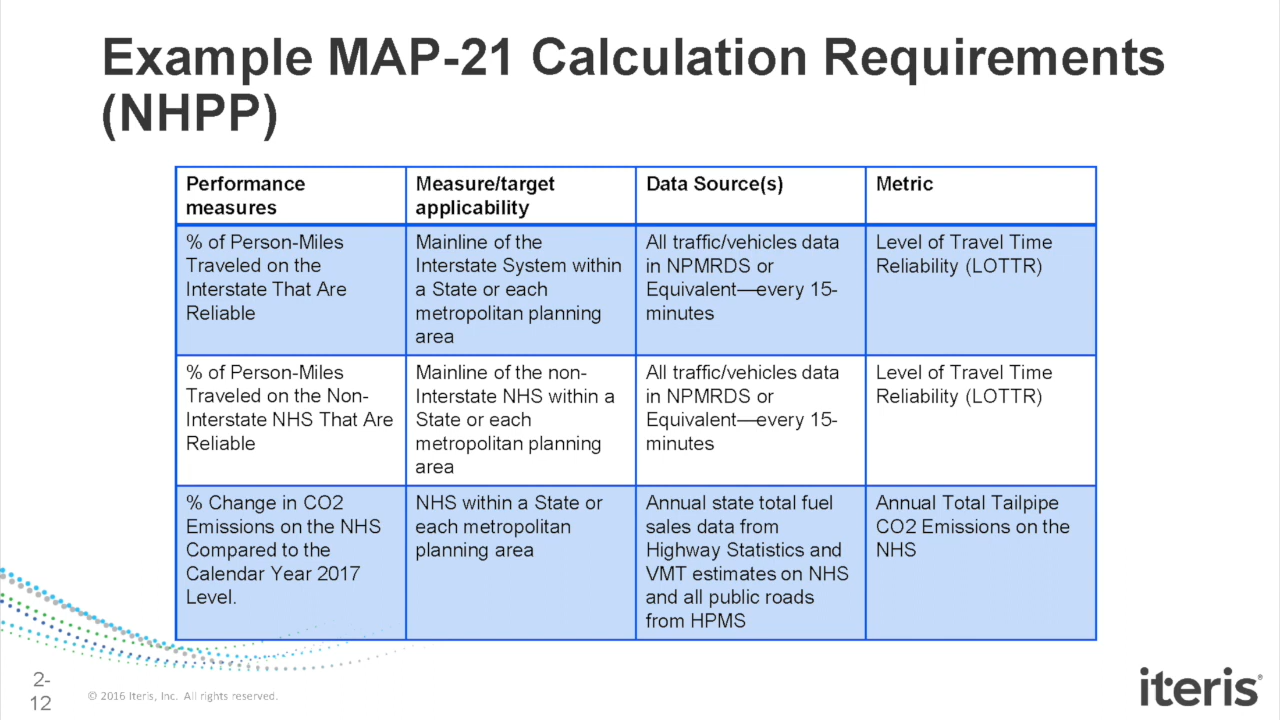 Example MAP-21 Calculation Requirements
(NHPP)
Performance
measures
Measure/target
applicability
Data Source(s)
Metric
% of Person-Miles
Traveled on the
Interstate That Are
Reliable
Mainline of the
Interstate System within
a State or each
metropolitan planning
area
All traffic/vehicles data
in NPMRDS or
Equivalent—every 15-
minutes
Level of Travel Time
Reliability (LOTTR)
% of Person-Miles
Traveled on the Non-
Interstate NHS That Are
Reliable
Mainline of the non-
Interstate NHS within a
State or each
metropolitan planning
area
All traffic/vehicles data
in NPMRDS or
Equivalent—every 15-
minutes
Level of Travel Time
Reliability (LOTTR)
% Change in CO2
Emissions on the NHS
Compared to the
Calendar Year 2017
Level.
NHS within a State or
each metropolitan
planning area
Annual state total fuel
sales data from
Highway Statistics and
VMT estimates on NHS
and all public roads
from HPMS
Annual Total Tailpipe
CO2 Emissions on the
NHS
2-
12
© 2016 Iteris, Inc. All rights reserved.
iteris®